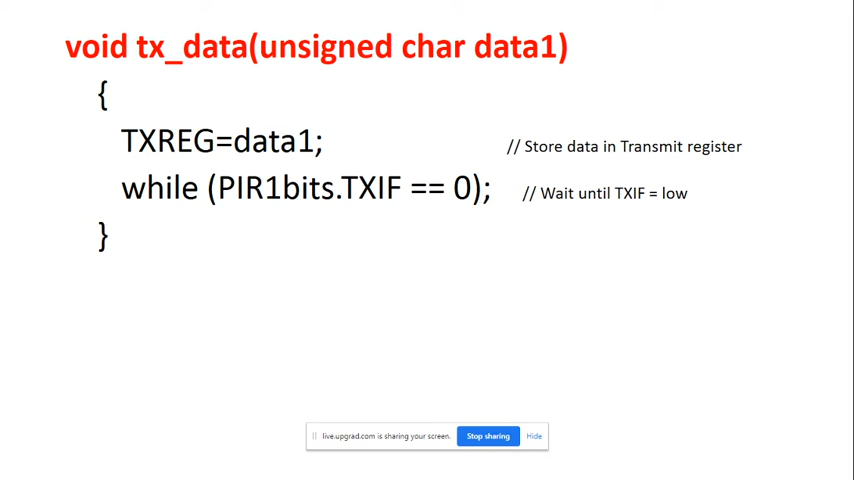 void tx_data(unsigned char data1)
{
TXREG=data1; // Store data in Transmit register
while (PIR1bits.TXIF == 0); // Wait until TXIF = low
}
live.upgrad.com is sharing your screen. Stop sharing Hide